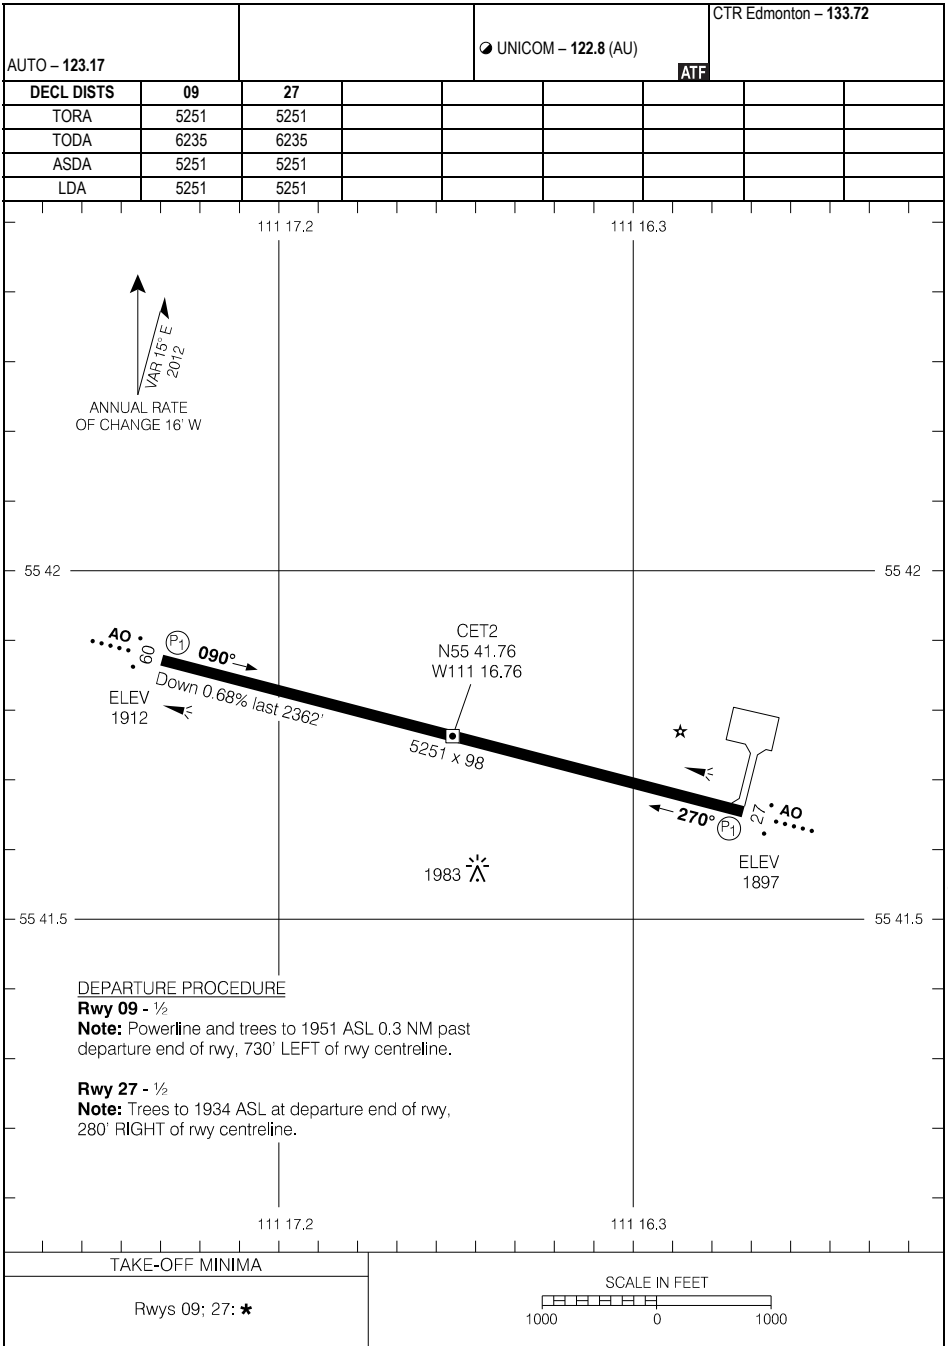 CTR Edmonton – 133.72
UNICOM – 122.8 (AU)
AUTO – 123.17
ATF
DECL DISTS 09 27
TORA 5251 5251
TODA 6235 6235
ASDA 5251 5251
LDA 5251 5251
111 17.2 111 16.3
VAR 15° E
2012
ANNUAL RATE
OF CHANGE 16' W
55 42 55 42
AO
09
P1
090°
Down 0.68% last 2362'
ELEV
1912
CET2
N55 41.76
W111 16.76
5251 x 98
270°
P1
27
AO
ELEV
1897
1983
55 41.5 55 41.5
DEPARTURE PROCEDURE
Rwy 09 - ½
Note: Powerline and trees to 1951 ASL 0.3 NM past
departure end of rwy, 730' LEFT of rwy centreline.
Rwy 27 - ½
Note: Trees to 1934 ASL at departure end of rwy,
280' RIGHT of rwy centreline.
111 17.2 111 16.3
TAKE-OFF MINIMA
Rwys 09; 27: *
SCALE IN FEET
1000 0 1000